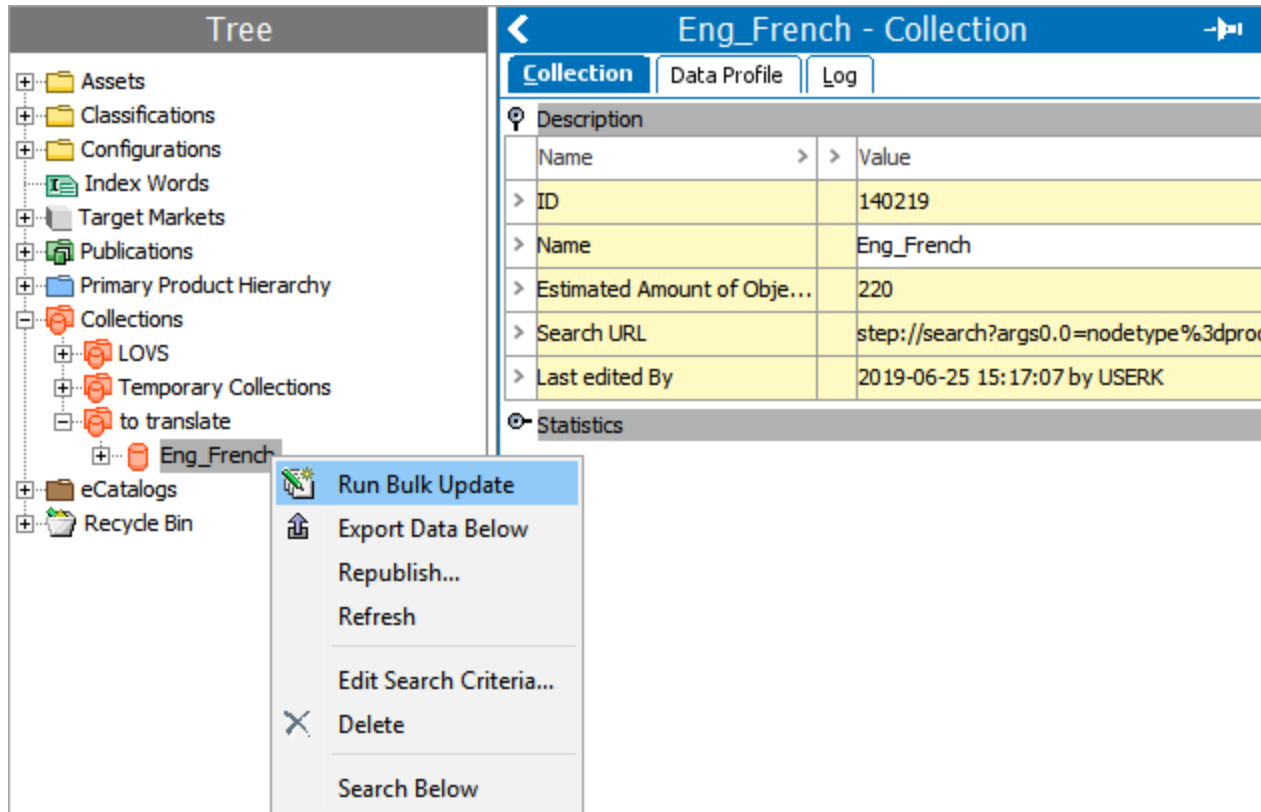 Tree
Assets
Classifications
Configurations
Index Words
Target Markets
Publications
Primary Product Hierarchy
Collections
LOVS
Temporary Collections
to translate
Eng_French
eCatalogs
Recycle Bin
Run Bulk Update
Export Data Below
Republish...
Refresh
Edit Search Criteria...
Delete
Search Below
Eng_French - Collection
Collection Data Profile Log
Description
Name > > Value
> ID 140219
> Name Eng_French
> Estimated Amount of Obje... 220
> Search URL step://search?args0.0=nodetype%3dproc
> Last edited By 2019-06-25 15:17:07 by USERK
Statistics